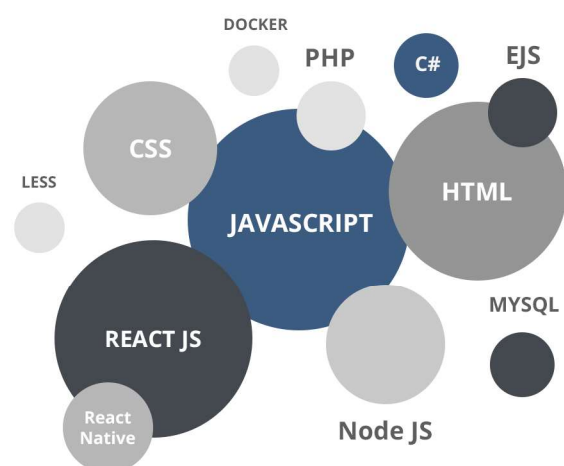 DOCKER
PHP
C#
EJS
CSS
LESS
JAVASCRIPT
HTML
REACT JS
MYSQL
React
Native
Node JS